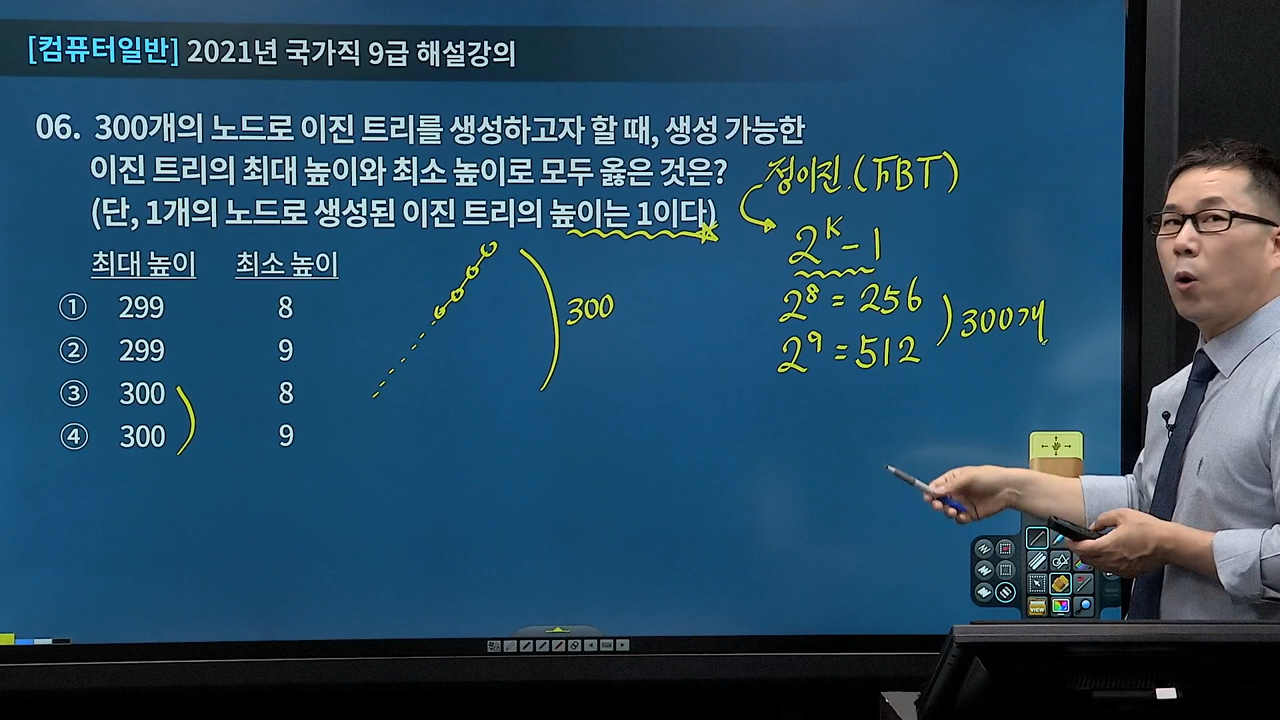 [컴퓨터일반] 2021년 국가직 9급 해설강의
06. 300개의 노드로 이진 트리를 생성하고자 할 때, 생성 가능한
이진 트리의 최대 높이와 최소 높이로 모두 옳은 것은?
(단, 1개의 노드로 생성된 이진 트리의 높이는 1이다)
최대 높이 최소 높이
① 299 8
② 299 9
③ 300 8
④ 300 9
300
정이진.(FBT)
2^K - 1
2^8 = 256
2^9 = 512
300개